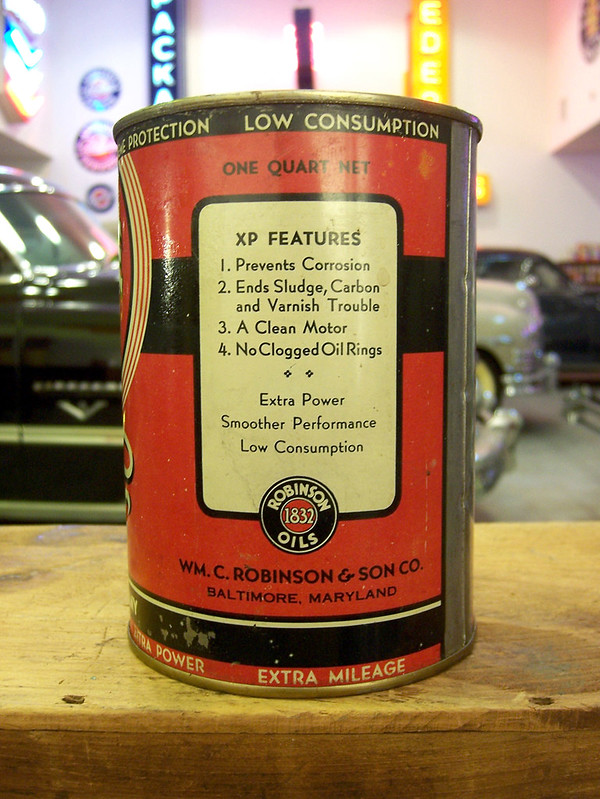 PROTECTION LOW CONSUMPTION
ONE QUART NET
XP FEATURES
1. Prevents Corrosion
2. Ends Sludge, Carbon
and Varnish Trouble
3. A Clean Motor
4. No Clogged Oil Rings
Extra Power
Smoother Performance
Low Consumption
ROBINSON
1832
OILS
WM. C. ROBINSON & SON CO.
BALTIMORE, MARYLAND
POWER EXTRA MILEAGE
PACKA